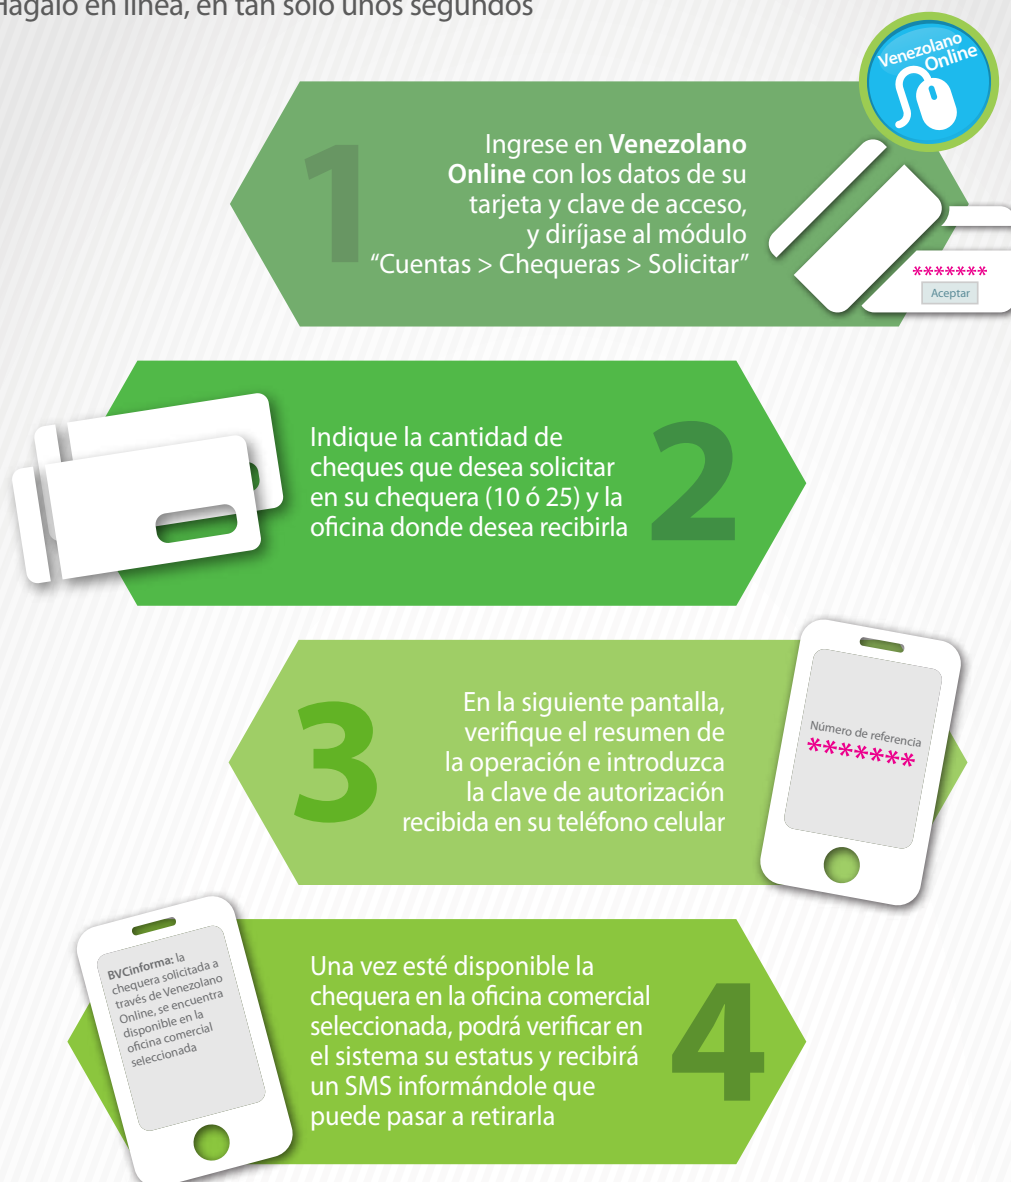 Hágalo en línea, en tan solo unos segundos
Venezolano
Online
1
Ingrese en Venezolano
Online con los datos de su
tarjeta y clave de acceso,
y diríjase al módulo
“Cuentas > Chequeras > Solicitar”
*******
Aceptar
Indique la cantidad de
cheques que desea solicitar
en su chequera (10 ó 25) y la
oficina donde desea recibirla
2
3
En la siguiente pantalla,
verifique el resumen de
la operación e introduzca
la clave de autorización
recibida en su teléfono celular
Número de referencia
*******
BVCinforma: la
chequera solicitada a
través de Venezolano
Online, se encuentra
disponible en la
oficina comercial
seleccionada
Una vez esté disponible la
chequera en la oficina comercial
seleccionada, podrá verificar en
el sistema su estatus y recibirá
un SMS informándole que
puede pasar a retirarla
4